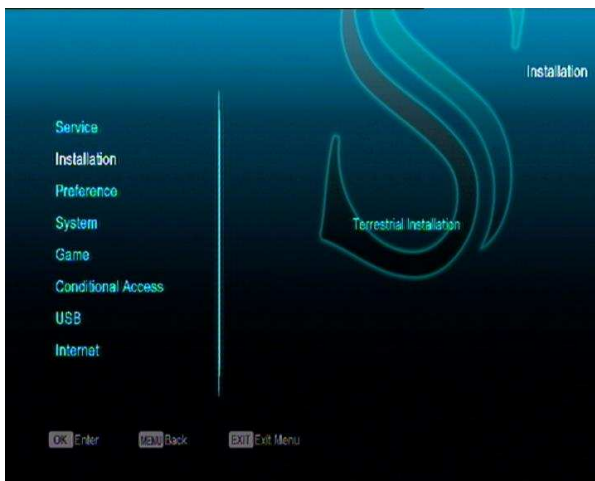 Installation
Service
Installation
Preference
System
Game
Conditional Access
USB
Internet
Terrestrial Installation
OK Enter MENU Back EXIT Exit Menu